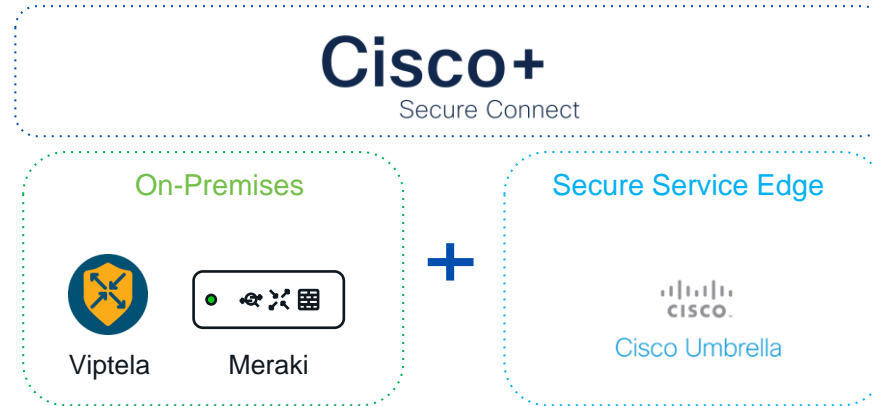 Cisco+
Secure Connect
On-Premises
Secure Service Edge
+
CISCO.
Cisco Umbrella
Viptela
Meraki